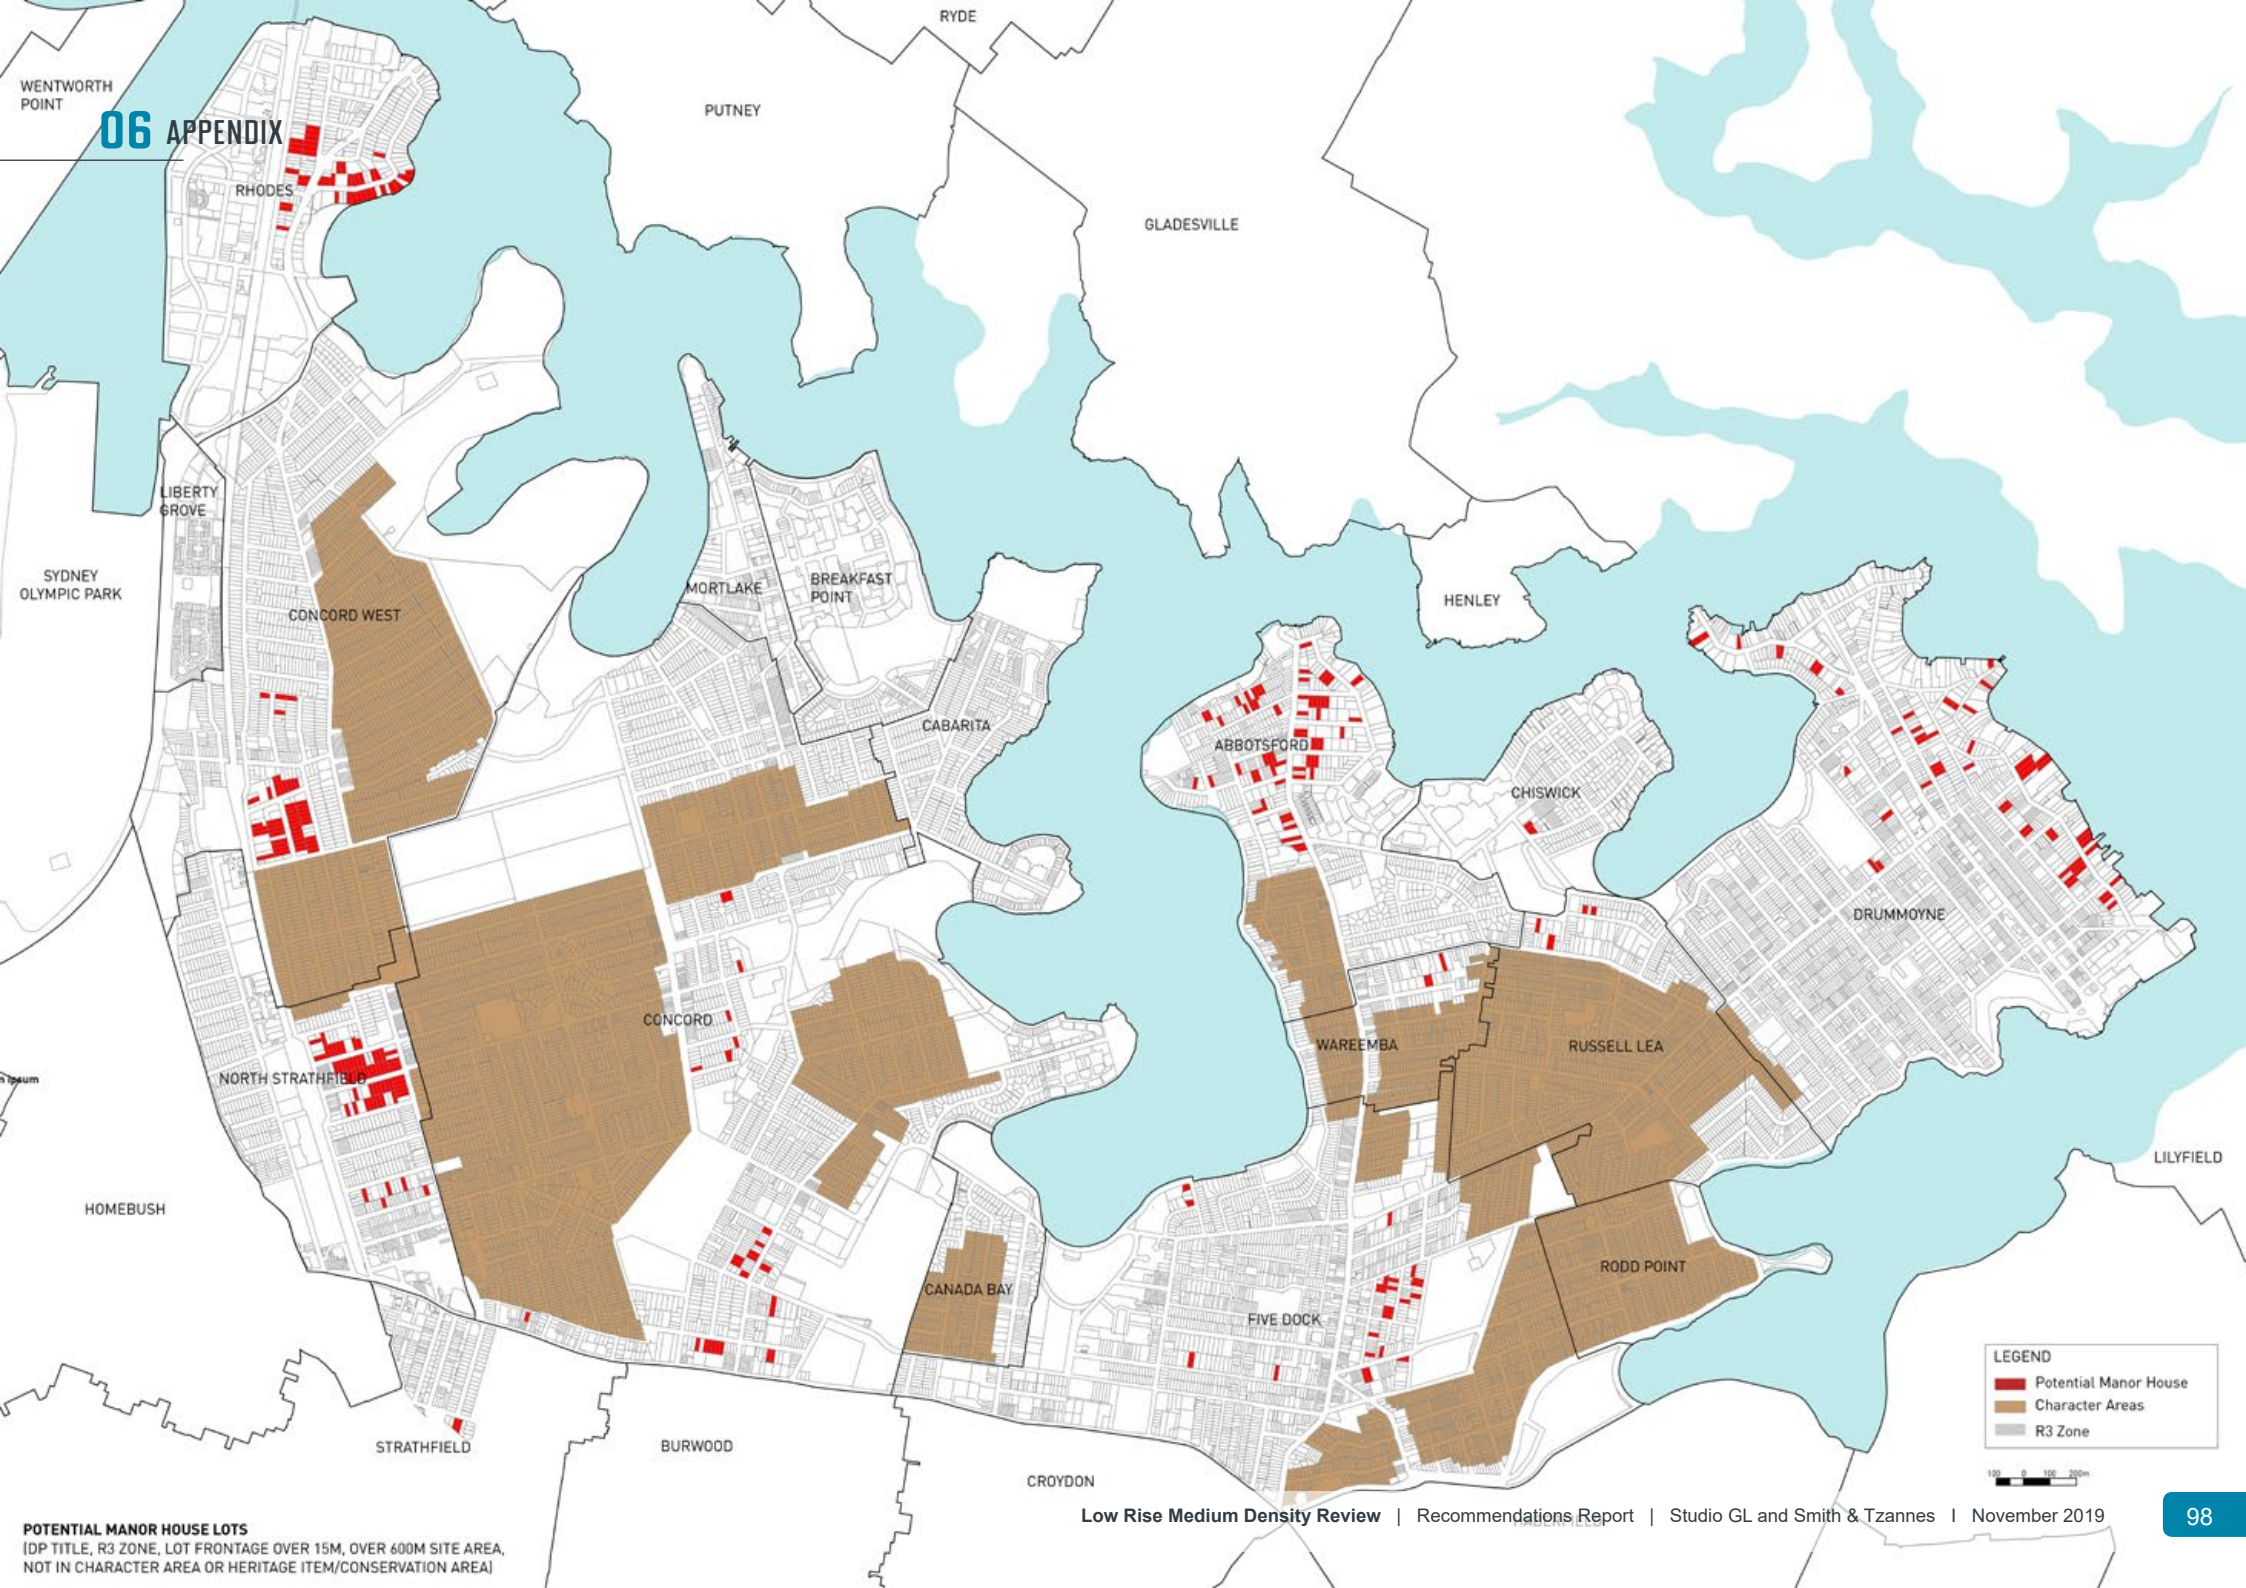 RYDE
WENTWORTH
POINT
PUTNEY
06 APPENDIX
RHODES
GLADESVILLE
LIBERTY
GROVE
SYDNEY
OLYMPIC PARK
MORTLAKE
BREAKFAST
POINT
HENLEY
CONCORD WEST
CABARITA
ABBOTSFORD
CHISWICK
DRUMMOYNE
CONCORD
WAREEMBA
RUSSELL LEA
NORTH STRATHFIELD
LILYFIELD
HOMEBUSH
RODD POINT
CANADA BAY
FIVE DOCK
LEGEND
Potential Manor House
Character Areas
R3 Zone
100 0 100 200m
STRATHFIELD
BURWOOD
CROYDON
Low Rise Medium Density Review | Recommendations Report | Studio GL and Smith & Tzannes I November 2019
98
POTENTIAL MANOR HOUSE LOTS
(DP TITLE, R3 ZONE, LOT FRONTAGE OVER 15M, OVER 600M SITE AREA,
NOT IN CHARACTER AREA OR HERITAGE ITEM/CONSERVATION AREA)